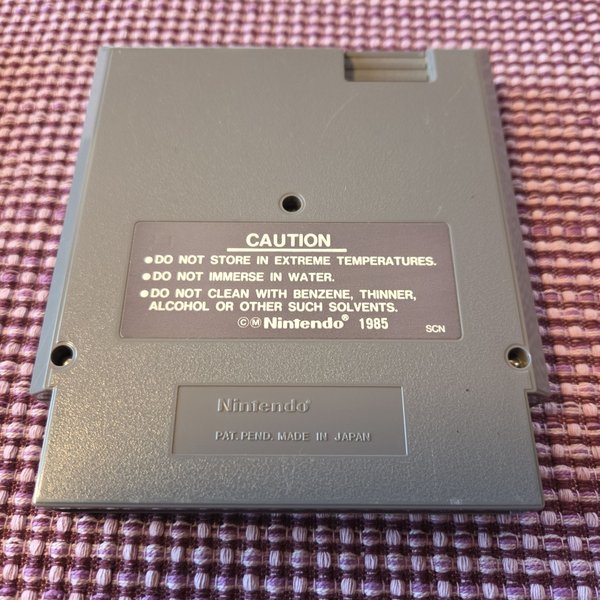 CAUTION
●DO NOT STORE IN EXTREME TEMPERATURES.
●DO NOT IMMERSE IN WATER.
●DO NOT CLEAN WITH BENZENE, THINNER,
ALCOHOL OR OTHER SUCH SOLVENTS.
©Ⓜ Nintendo® 1985
SCN
Nintendo®
PAT. PEND. MADE IN JAPAN